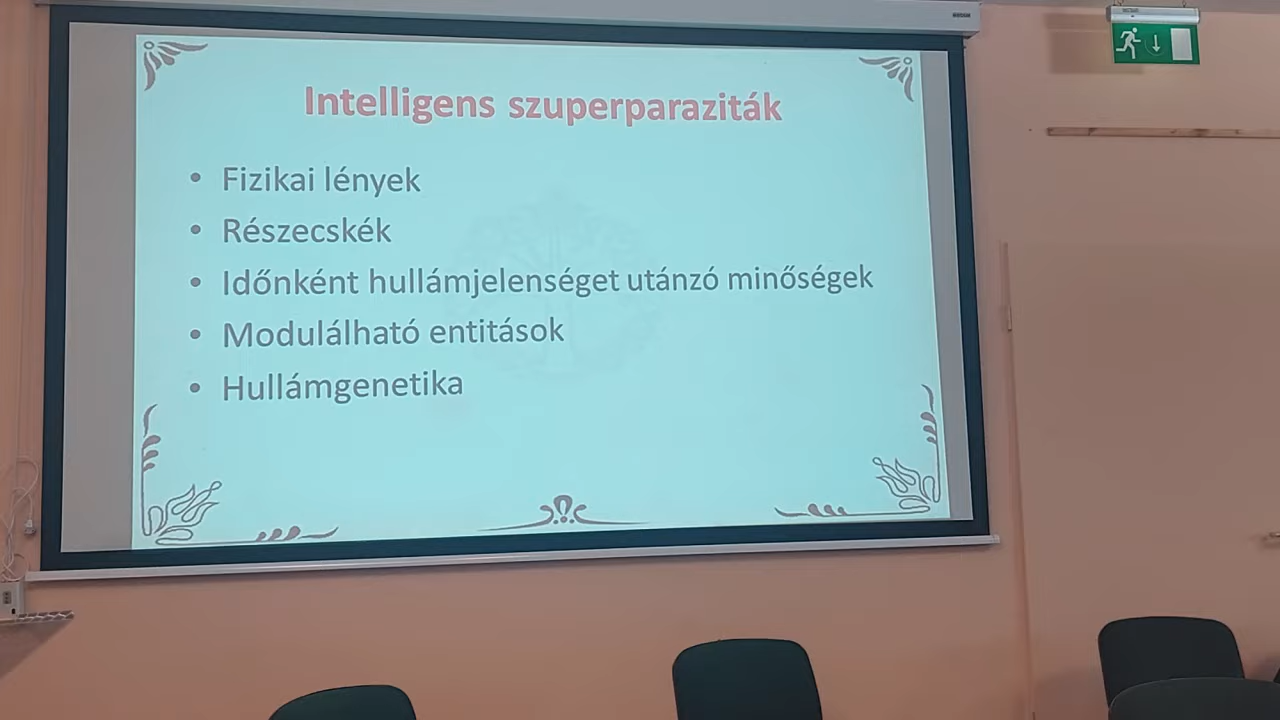 Intelligens szuperparaziták
• Fizikai lények
• Részecskék
• Időnként hullámjelenséget utánzó minőségek
• Modulálható entitások
• Hullámgenetika